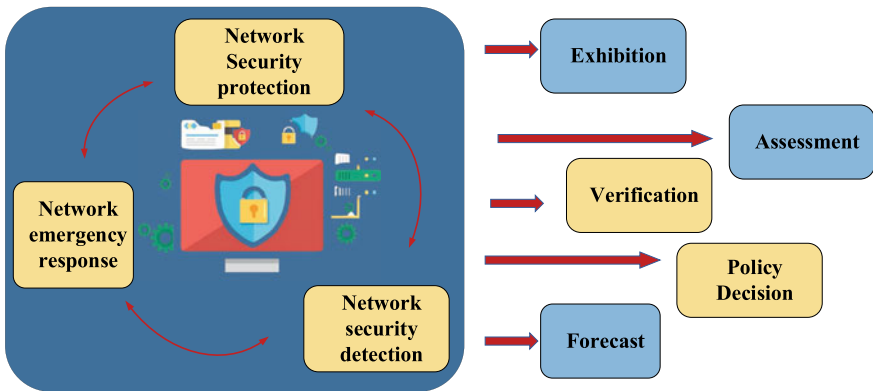 Network
Security
protection
Network
emergency
response
Network
security
detection
Exhibition
Assessment
Verification
Policy
Decision
Forecast